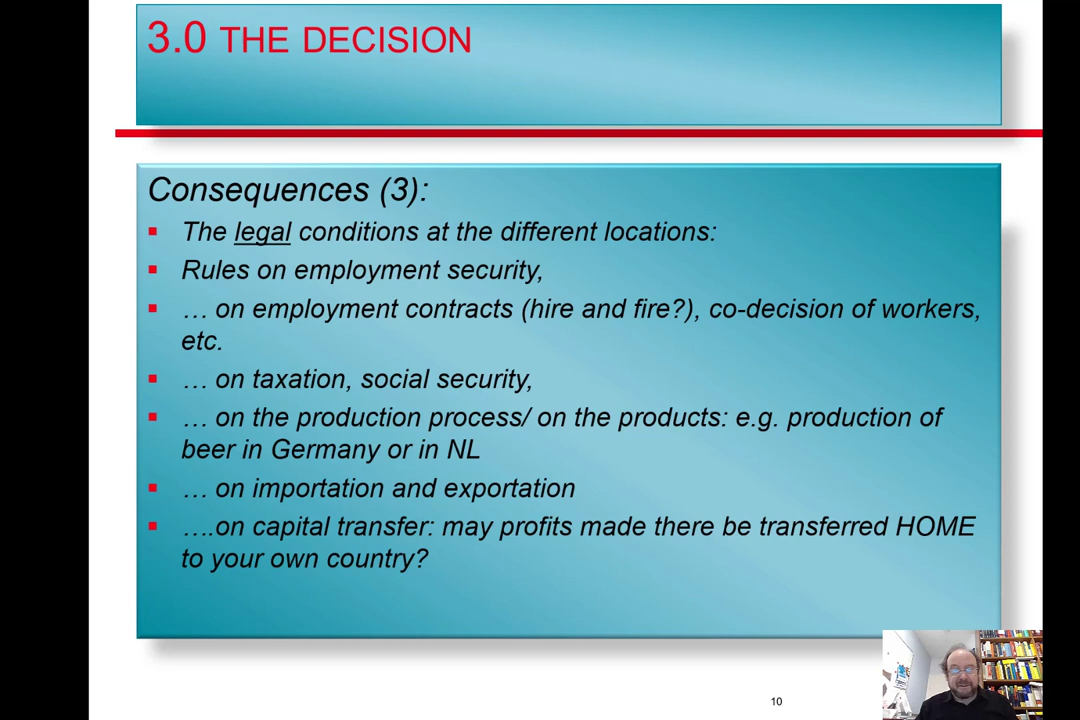 3.0 THE DECISION
Consequences (3):
▪ The legal conditions at the different locations:
▪ Rules on employment security,
▪ … on employment contracts (hire and fire?), co-decision of workers,
etc.
▪ … on taxation, social security,
▪ … on the production process/ on the products: e.g. production of
beer in Germany or in NL
▪ … on importation and exportation
▪ ….on capital transfer: may profits made there be transferred HOME
to your own country?
10